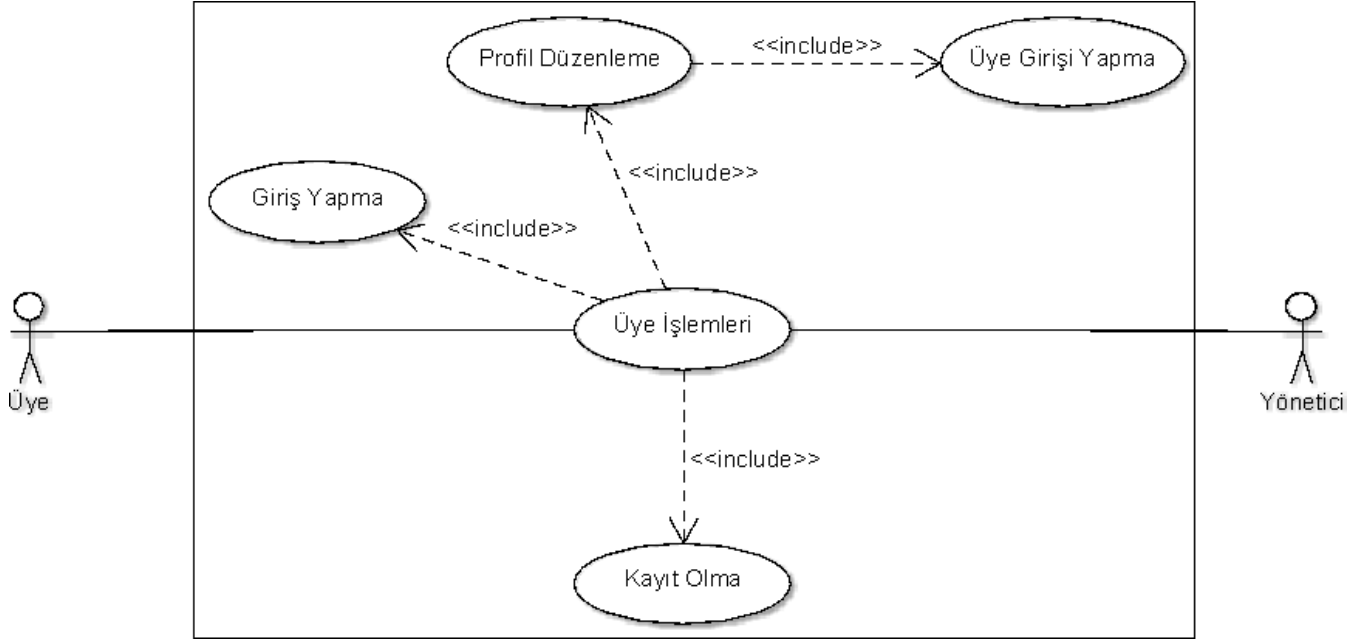 Profil Düzenleme
<<include>>
Üye Girişi Yapma
<<include>>
Giriş Yapma
<<include>>
Üye İşlemleri
Üye
Yönetici
<<include>>
Kayıt Olma